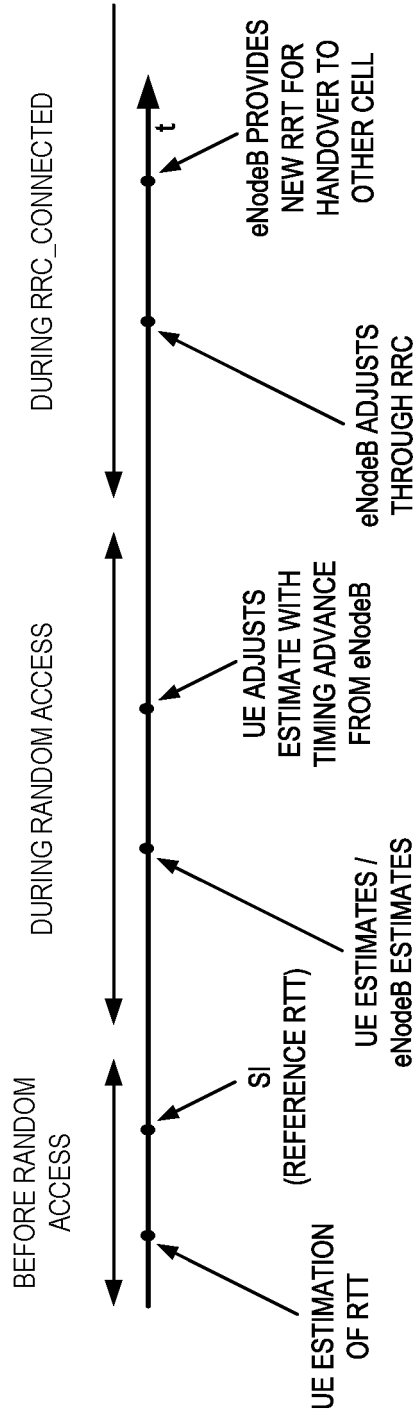 BEFORE RANDOM
ACCESS
DURING RANDOM ACCESS
DURING RRC_CONNECTED
t
UE ESTIMATION
OF RTT
SI
(REFERENCE RTT)
UE ESTIMATES /
eNodeB ESTIMATES
UE ADJUSTS
ESTIMATE WITH
TIMING ADVANCE
FROM eNodeB
eNodeB ADJUSTS
THROUGH RRC
eNodeB PROVIDES
NEW RRT FOR
HANDOVER TO
OTHER CELL